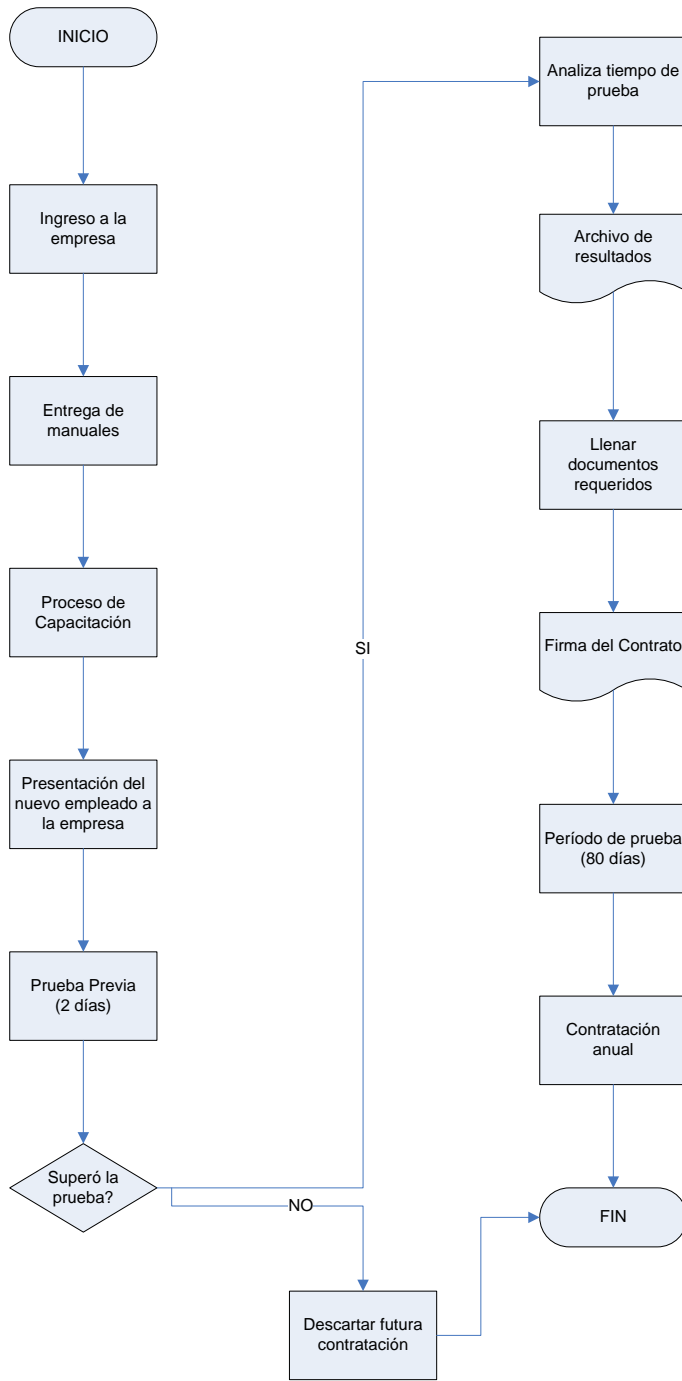 INICIO
Ingreso a la
empresa
Entrega de
manuales
Proceso de
Capacitación
Presentación del
nuevo empleado a
la empresa
Prueba Previa
(2 días)
Superó la
prueba?
SI
NO
Descartar futura
contratación
Analiza tiempo de
prueba
Archivo de
resultados
Llenar
documentos
requeridos
Firma del Contrato
Período de prueba
(80 días)
Contratación
anual
FIN